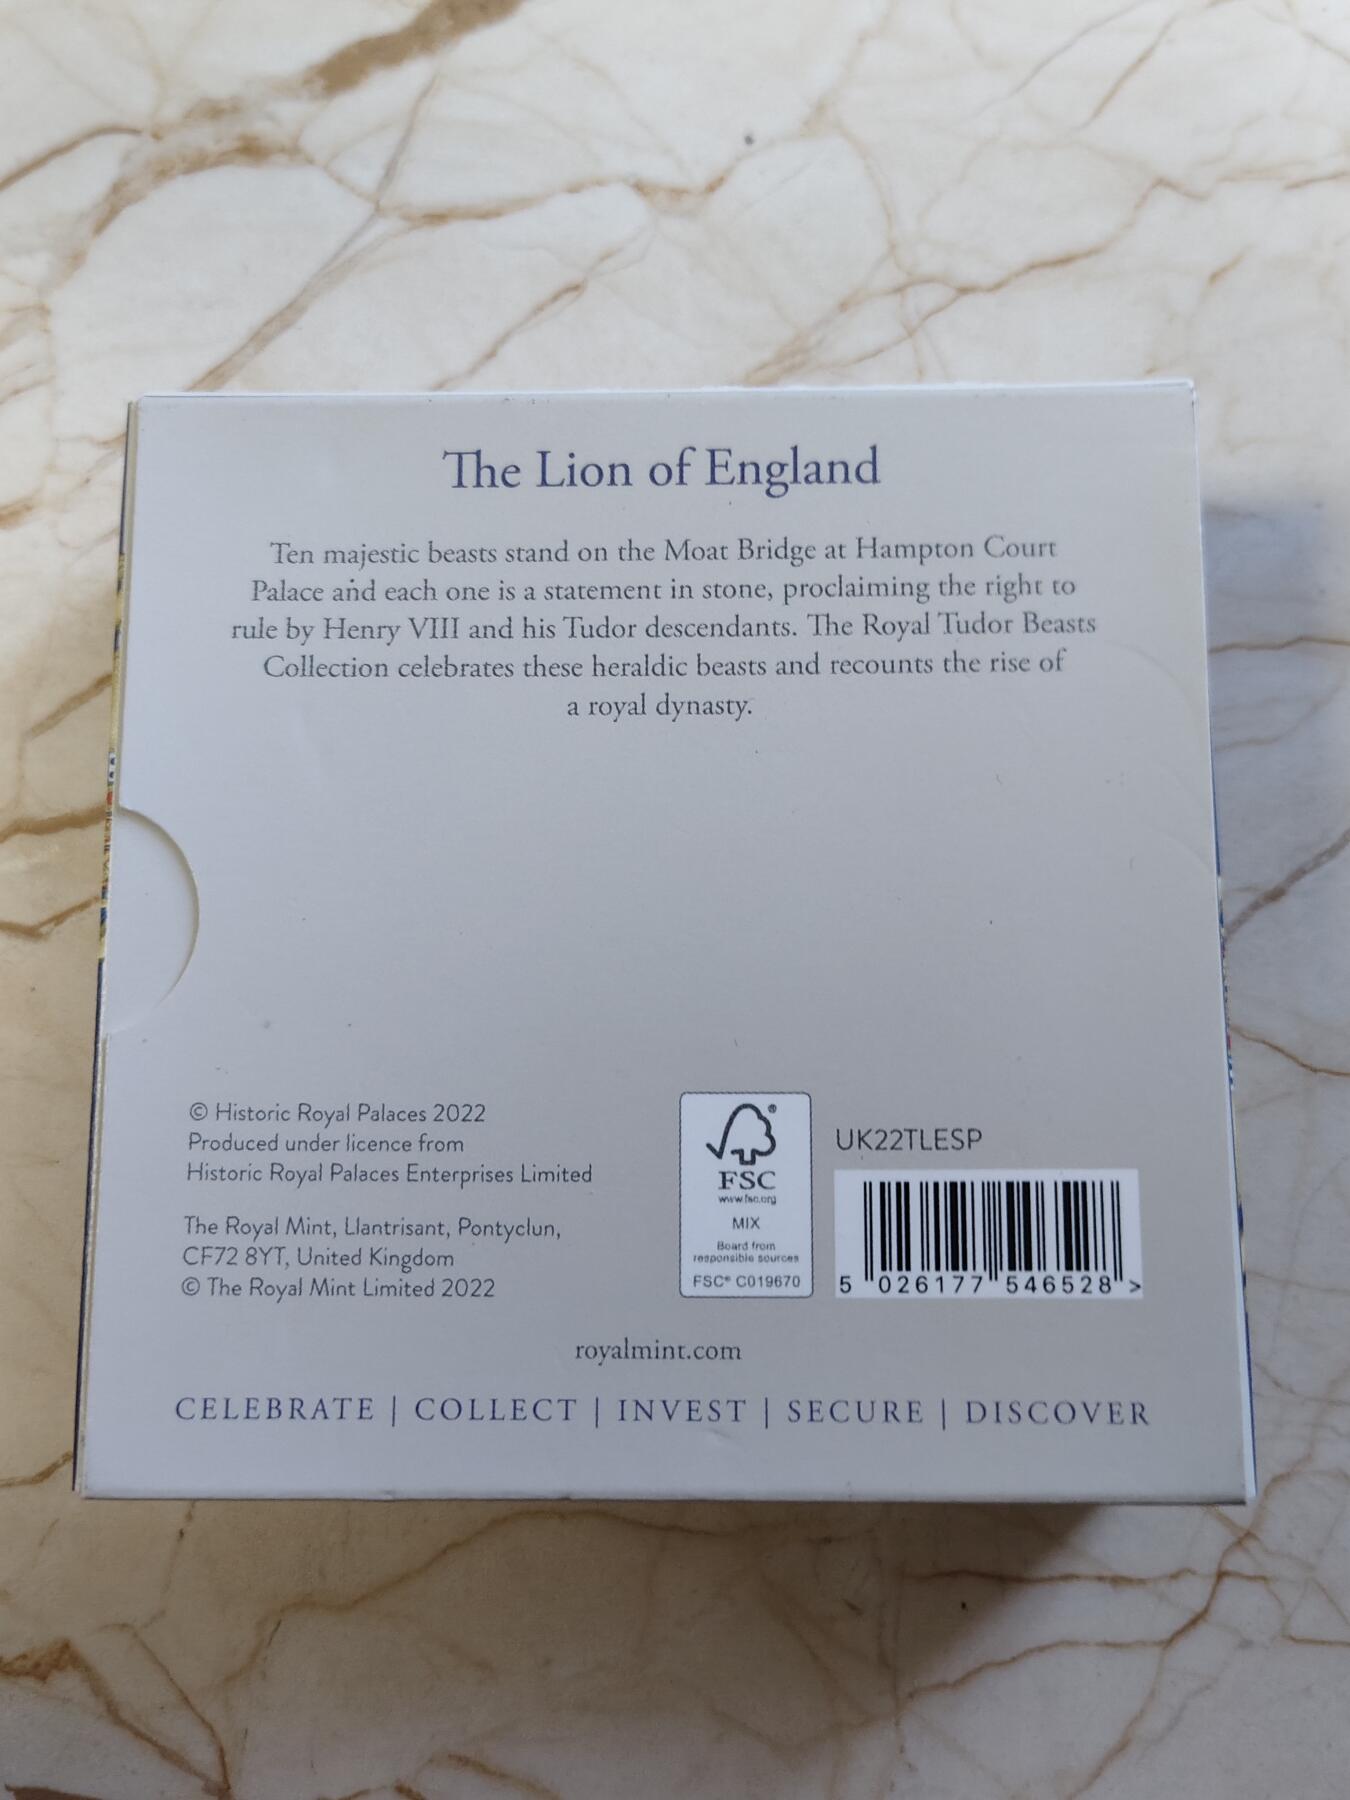 The Lion of England
Ten majestic beasts stand on the Moat Bridge at Hampton Court
Palace and each one is a statement in stone, proclaiming the right to
rule by Henry VIII and his Tudor descendants. The Royal Tudor Beasts
Collection celebrates these heraldic beasts and recounts the rise of
a royal dynasty.
© Historic Royal Palaces 2022
Produced under licence from
Historic Royal Palaces Enterprises Limited
The Royal Mint, Llantrisant, Pontyclun,
CF72 8YT, United Kingdom
© The Royal Mint Limited 2022
®
FSC
www.fsc.org
MIX
Board from
responsible sources
FSC® C019670
UK22TLESP
5 026177 546528 >
royalmint.com
CELEBRATE | COLLECT | INVEST | SECURE | DISCOVER